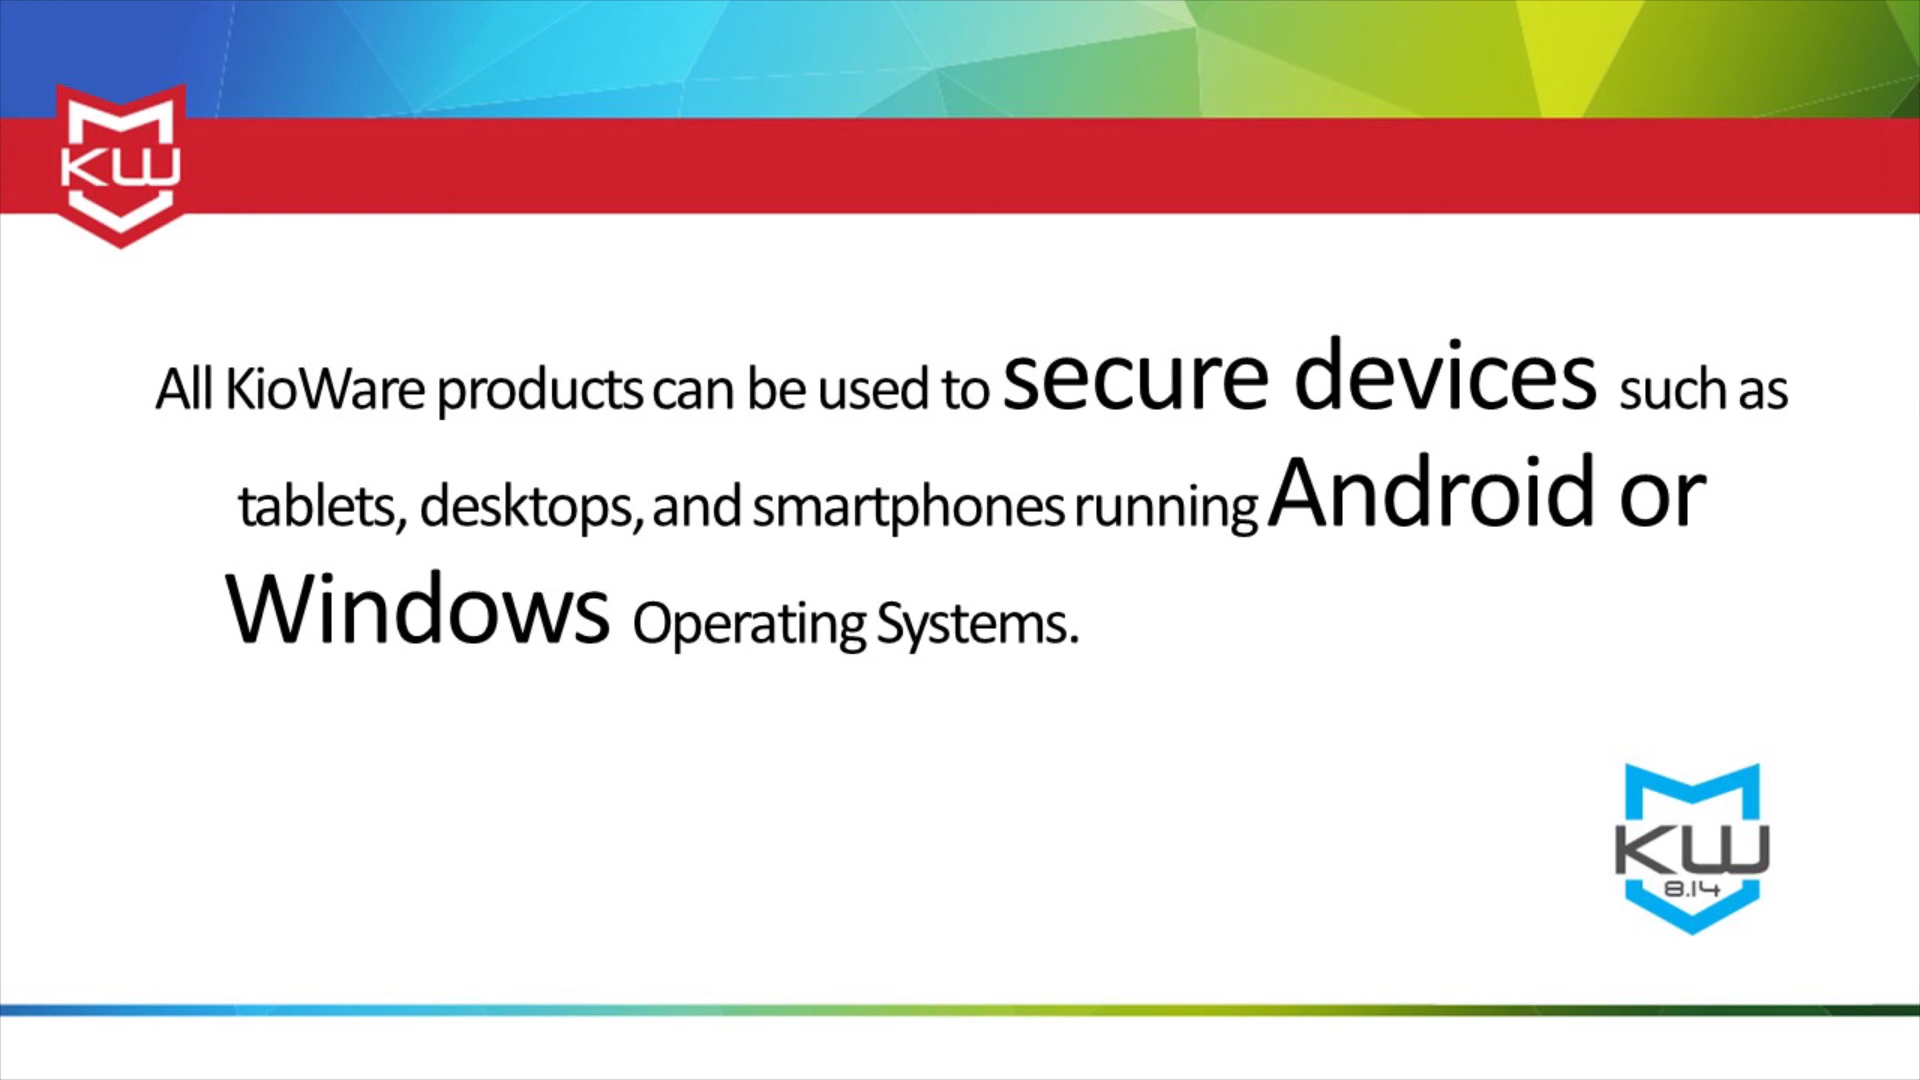 KW
All KioWare products can be used to secure devices such as
tablets, desktops, and smartphones running Android or
Windows Operating Systems.
KW
8.14